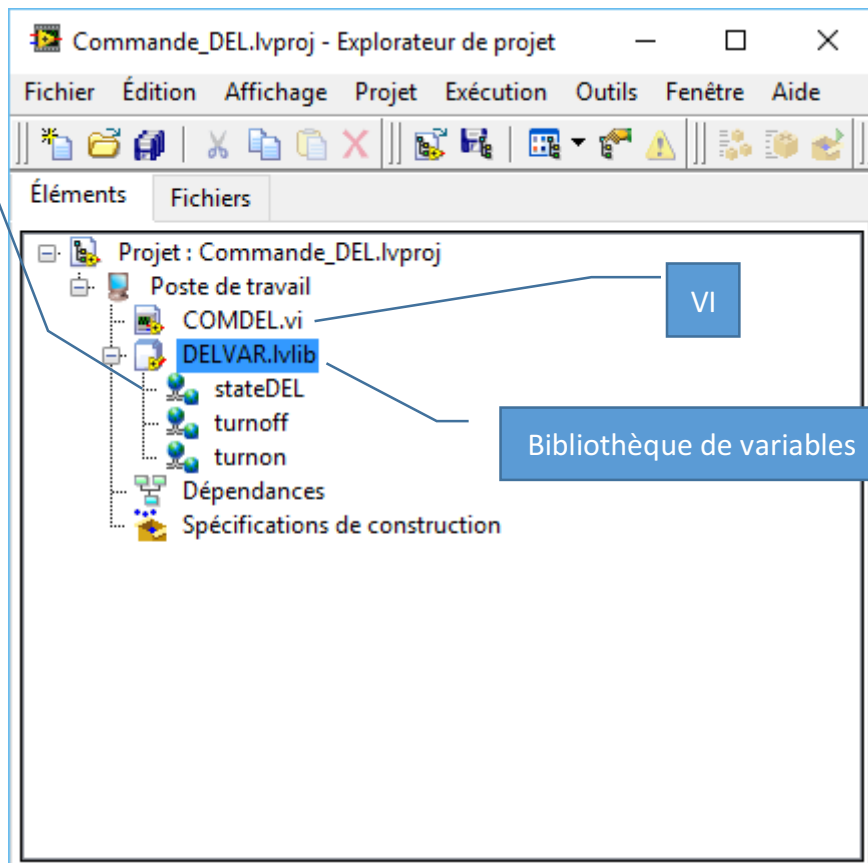 Commande_DEL.lvproj - Explorateur de projet
Fichier Édition Affichage Projet Exécution Outils Fenêtre Aide
Éléments Fichiers
Projet : Commande_DEL.lvproj
Poste de travail
VI
COMDEL.vi
DELVAR.lvlib
stateDEL
turnoff
Bibliothèque de variables
turnon
Dépendances
Spécifications de construction